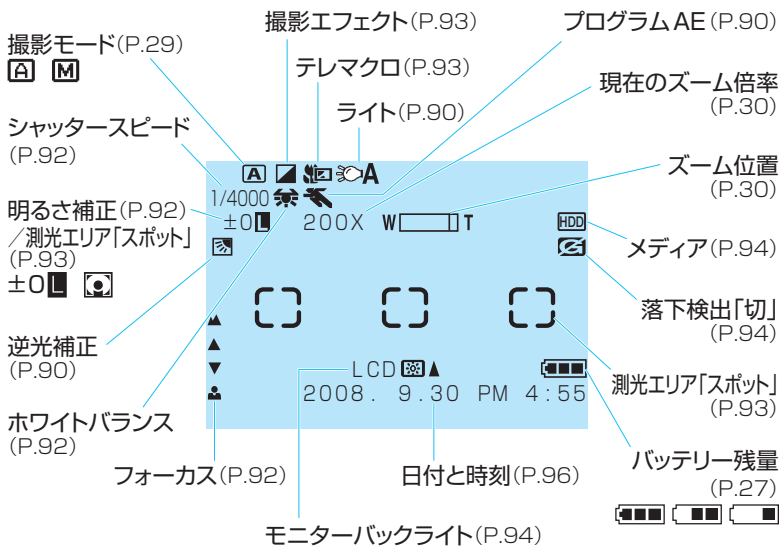 撮影エフェクト(P.93)
プログラムAE(P.90)
撮影モード(P.29)
A M
テレマクロ(P.93)
現在のズーム倍率
(P.30)
ライト(P.90)
シャッタースピード
(P.92)
ズーム位置
(P.30)
A A
1/4000
明るさ補正(P.92)
/測光エリア「スポット」
(P.93)
±0L
±0L 200X W T HDD
メディア(P.94)
落下検出「切」
(P.94)
逆光補正
(P.90)
LCD
測光エリア「スポット」
(P.93)
2008. 9.30 PM 4:55
ホワイトバランス
(P.92)
フォーカス(P.92)
日付と時刻(P.96)
バッテリー残量
(P.27)
モニターバックライト(P.94)